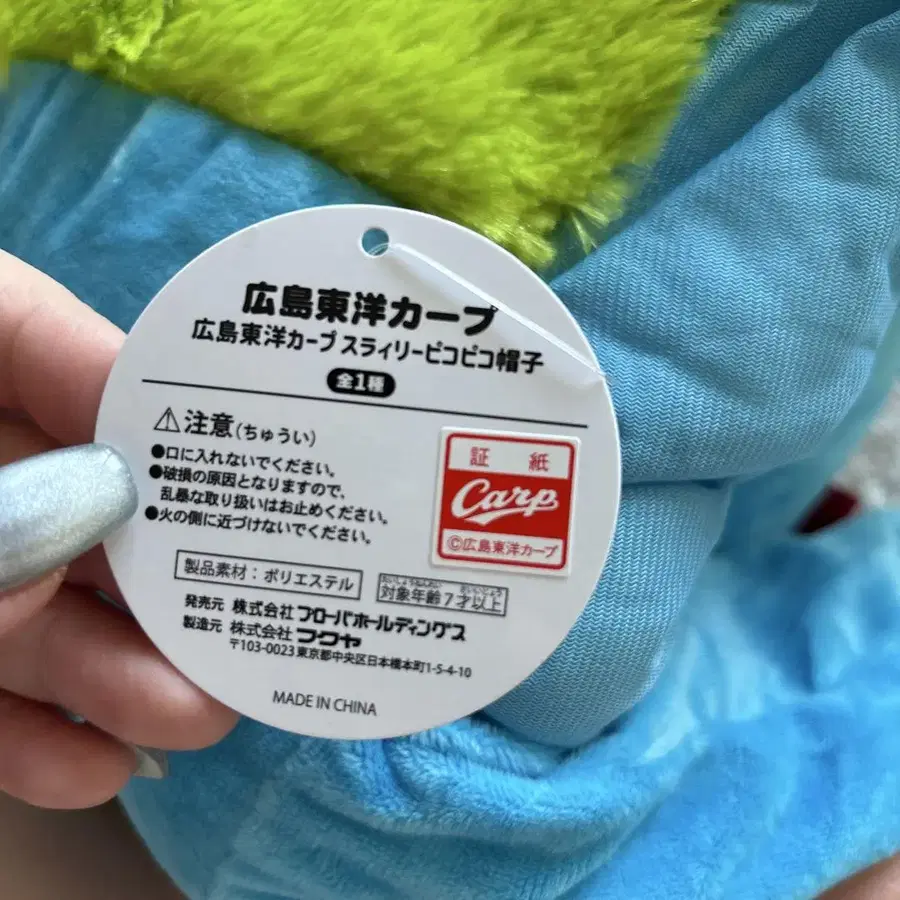 広島東洋カープ
広島東洋カープ スライリーピコピコ帽子
全1種
⚠注意(ちゅうい)
●口に入れないでください。
●破損の原因となりますので、
乱暴な取り扱いはお止めください。
●火の側に近づけないでください。
証 紙
Carp
©広島東洋カープ
製品素材：ポリエステル
対象年齢7才以上
発売元 株式会社 フローバホールディングス
製造元 株式会社 フクヤ
〒103-0023 東京都中央区日本橋本町1-5-4-10
MADE IN CHINA